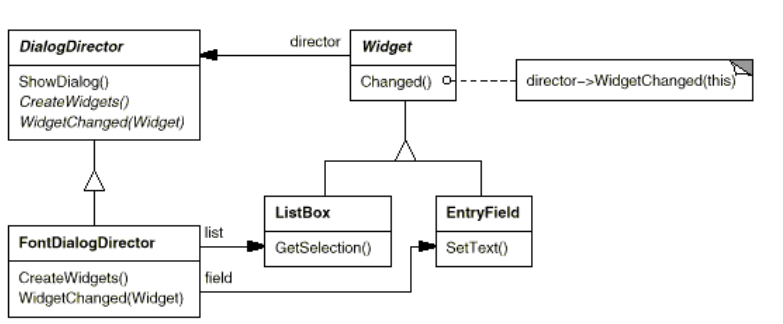 DialogDirector
director
Widget
ShowDialog()
CreateWidgets()
WidgetChanged(Widget)
Changed()
director->WidgetChanged(this)
FontDialogDirector
list
ListBox
EntryField
CreateWidgets()
WidgetChanged(Widget)
GetSelection()
SetText()
field